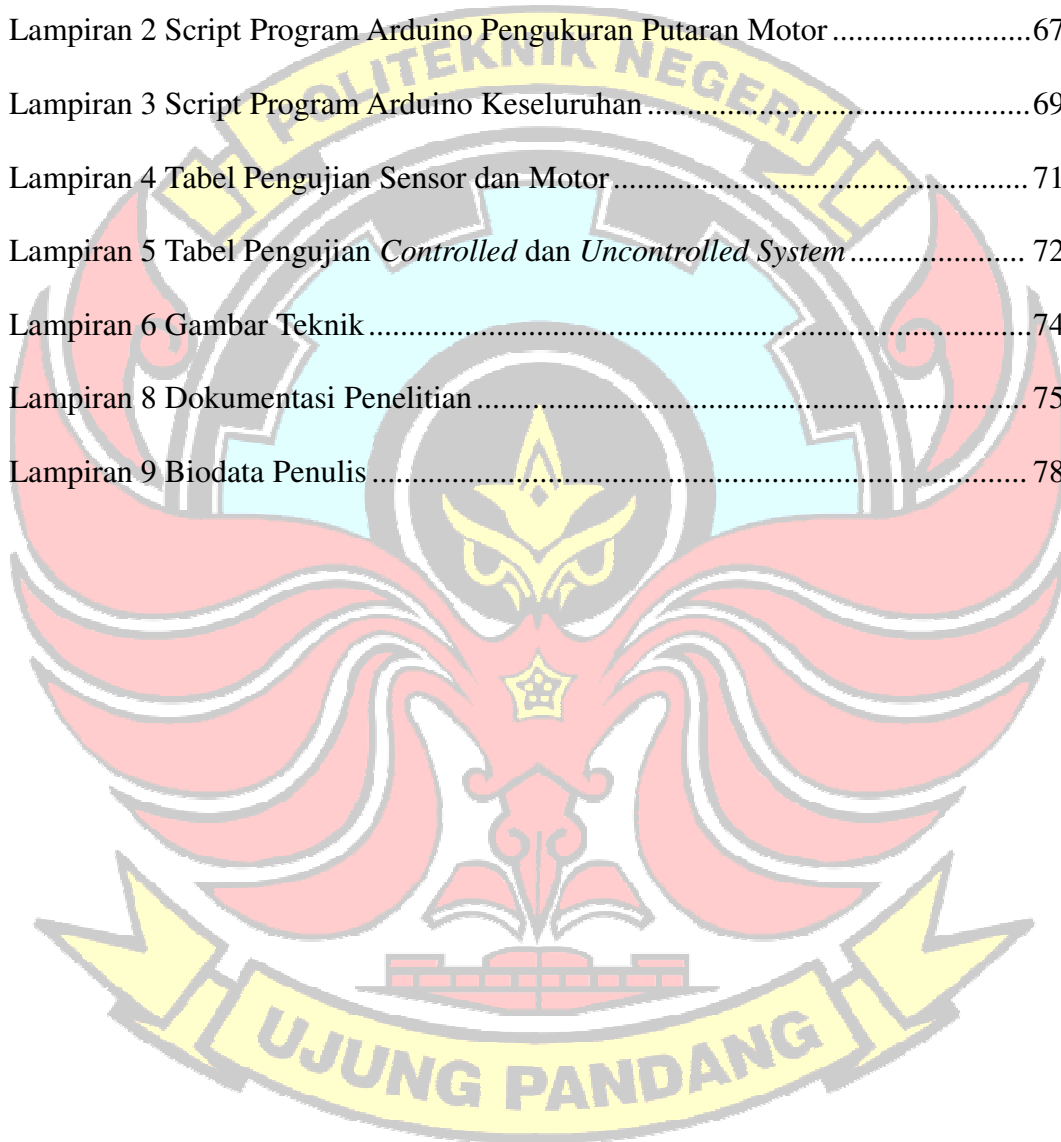 Lampiran 2 Script Program Arduino Pengukuran Putaran Motor ........................67
POLITEKNIK NEGERI
Lampiran 3 Script Program Arduino Keseluruhan ..............................................69
Lampiran 4 Tabel Pengujian Sensor dan Motor ................................................. 71
Lampiran 5 Tabel Pengujian Controlled dan Uncontrolled System ..................... 72
Lampiran 6 Gambar Teknik ................................................................................74
Lampiran 8 Dokumentasi Penelitian ................................................................... 75
Lampiran 9 Biodata Penulis ............................................................................... 78
UJUNG PANDANG